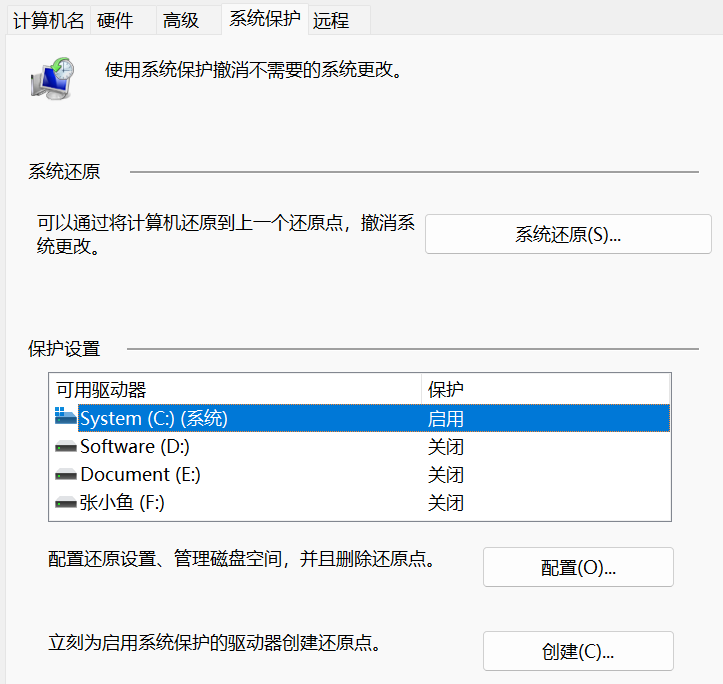 计算机名 硬件 高级 系统保护 远程
使用系统保护撤消不需要的系统更改。
系统还原
可以通过将计算机还原到上一个还原点，撤消系
统更改。
系统还原(S)...
保护设置
可用驱动器 保护
System (C:) (系统) 启用
Software (D:) 关闭
Document (E:) 关闭
张小鱼 (F:) 关闭
配置还原设置、管理磁盘空间，并且删除还原点。
配置(O)...
立刻为启用系统保护的驱动器创建还原点。
创建(C)...